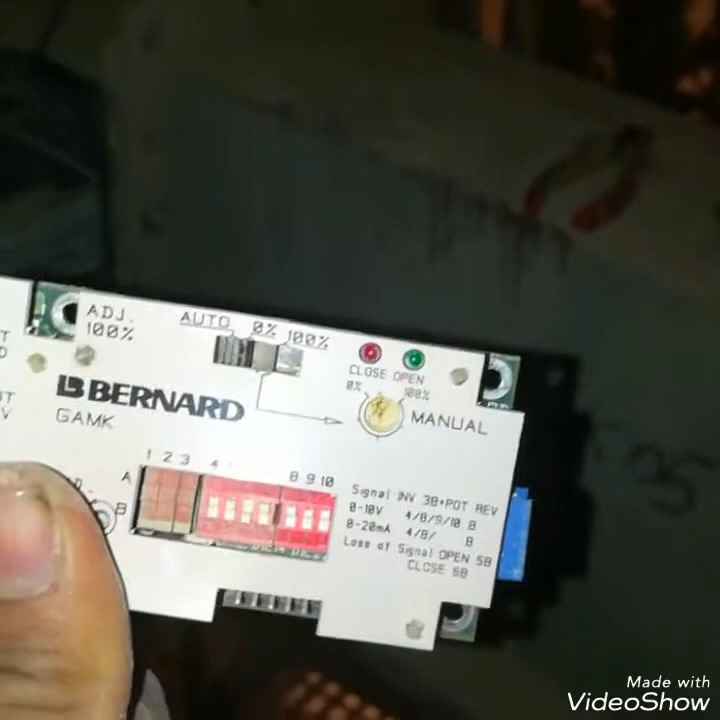 ADJ.
100%
AUTO 0% 100%
CLOSE OPEN
0% 100%
BERNARD
GAMK
MANUAL
1 2 3 4 8 9 10
A
B
Signal INV 3B+POT REV
0-10V 4/8/9/10 B
0-20mA 4/8/ B
Loss of Signal OPEN 5B
CLOSE 6B
35
Made with
VideoShow